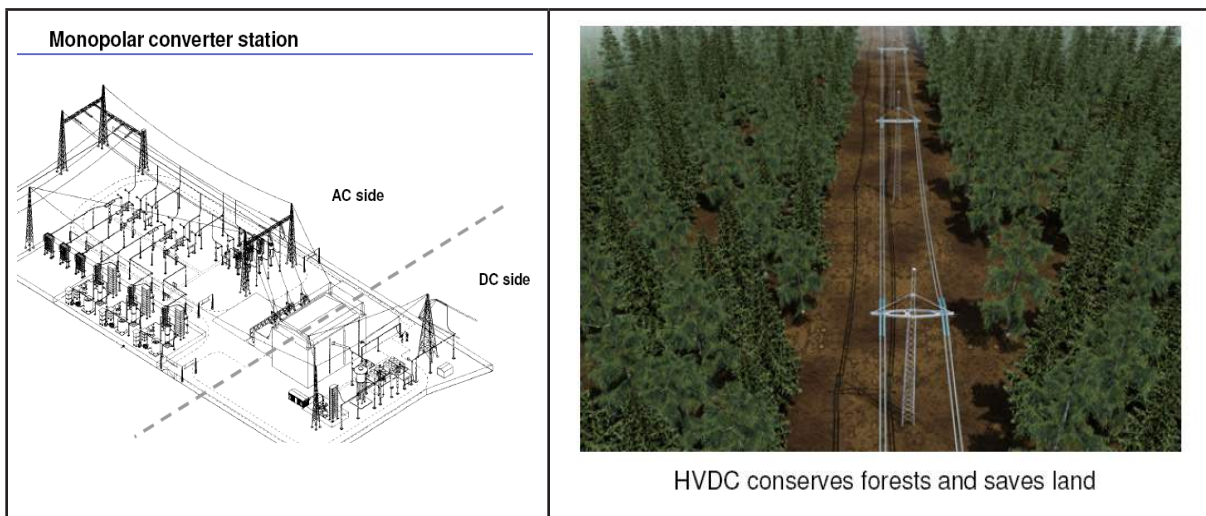 Monopolar converter station
AC side
DC side
HVDC conserves forests and saves land